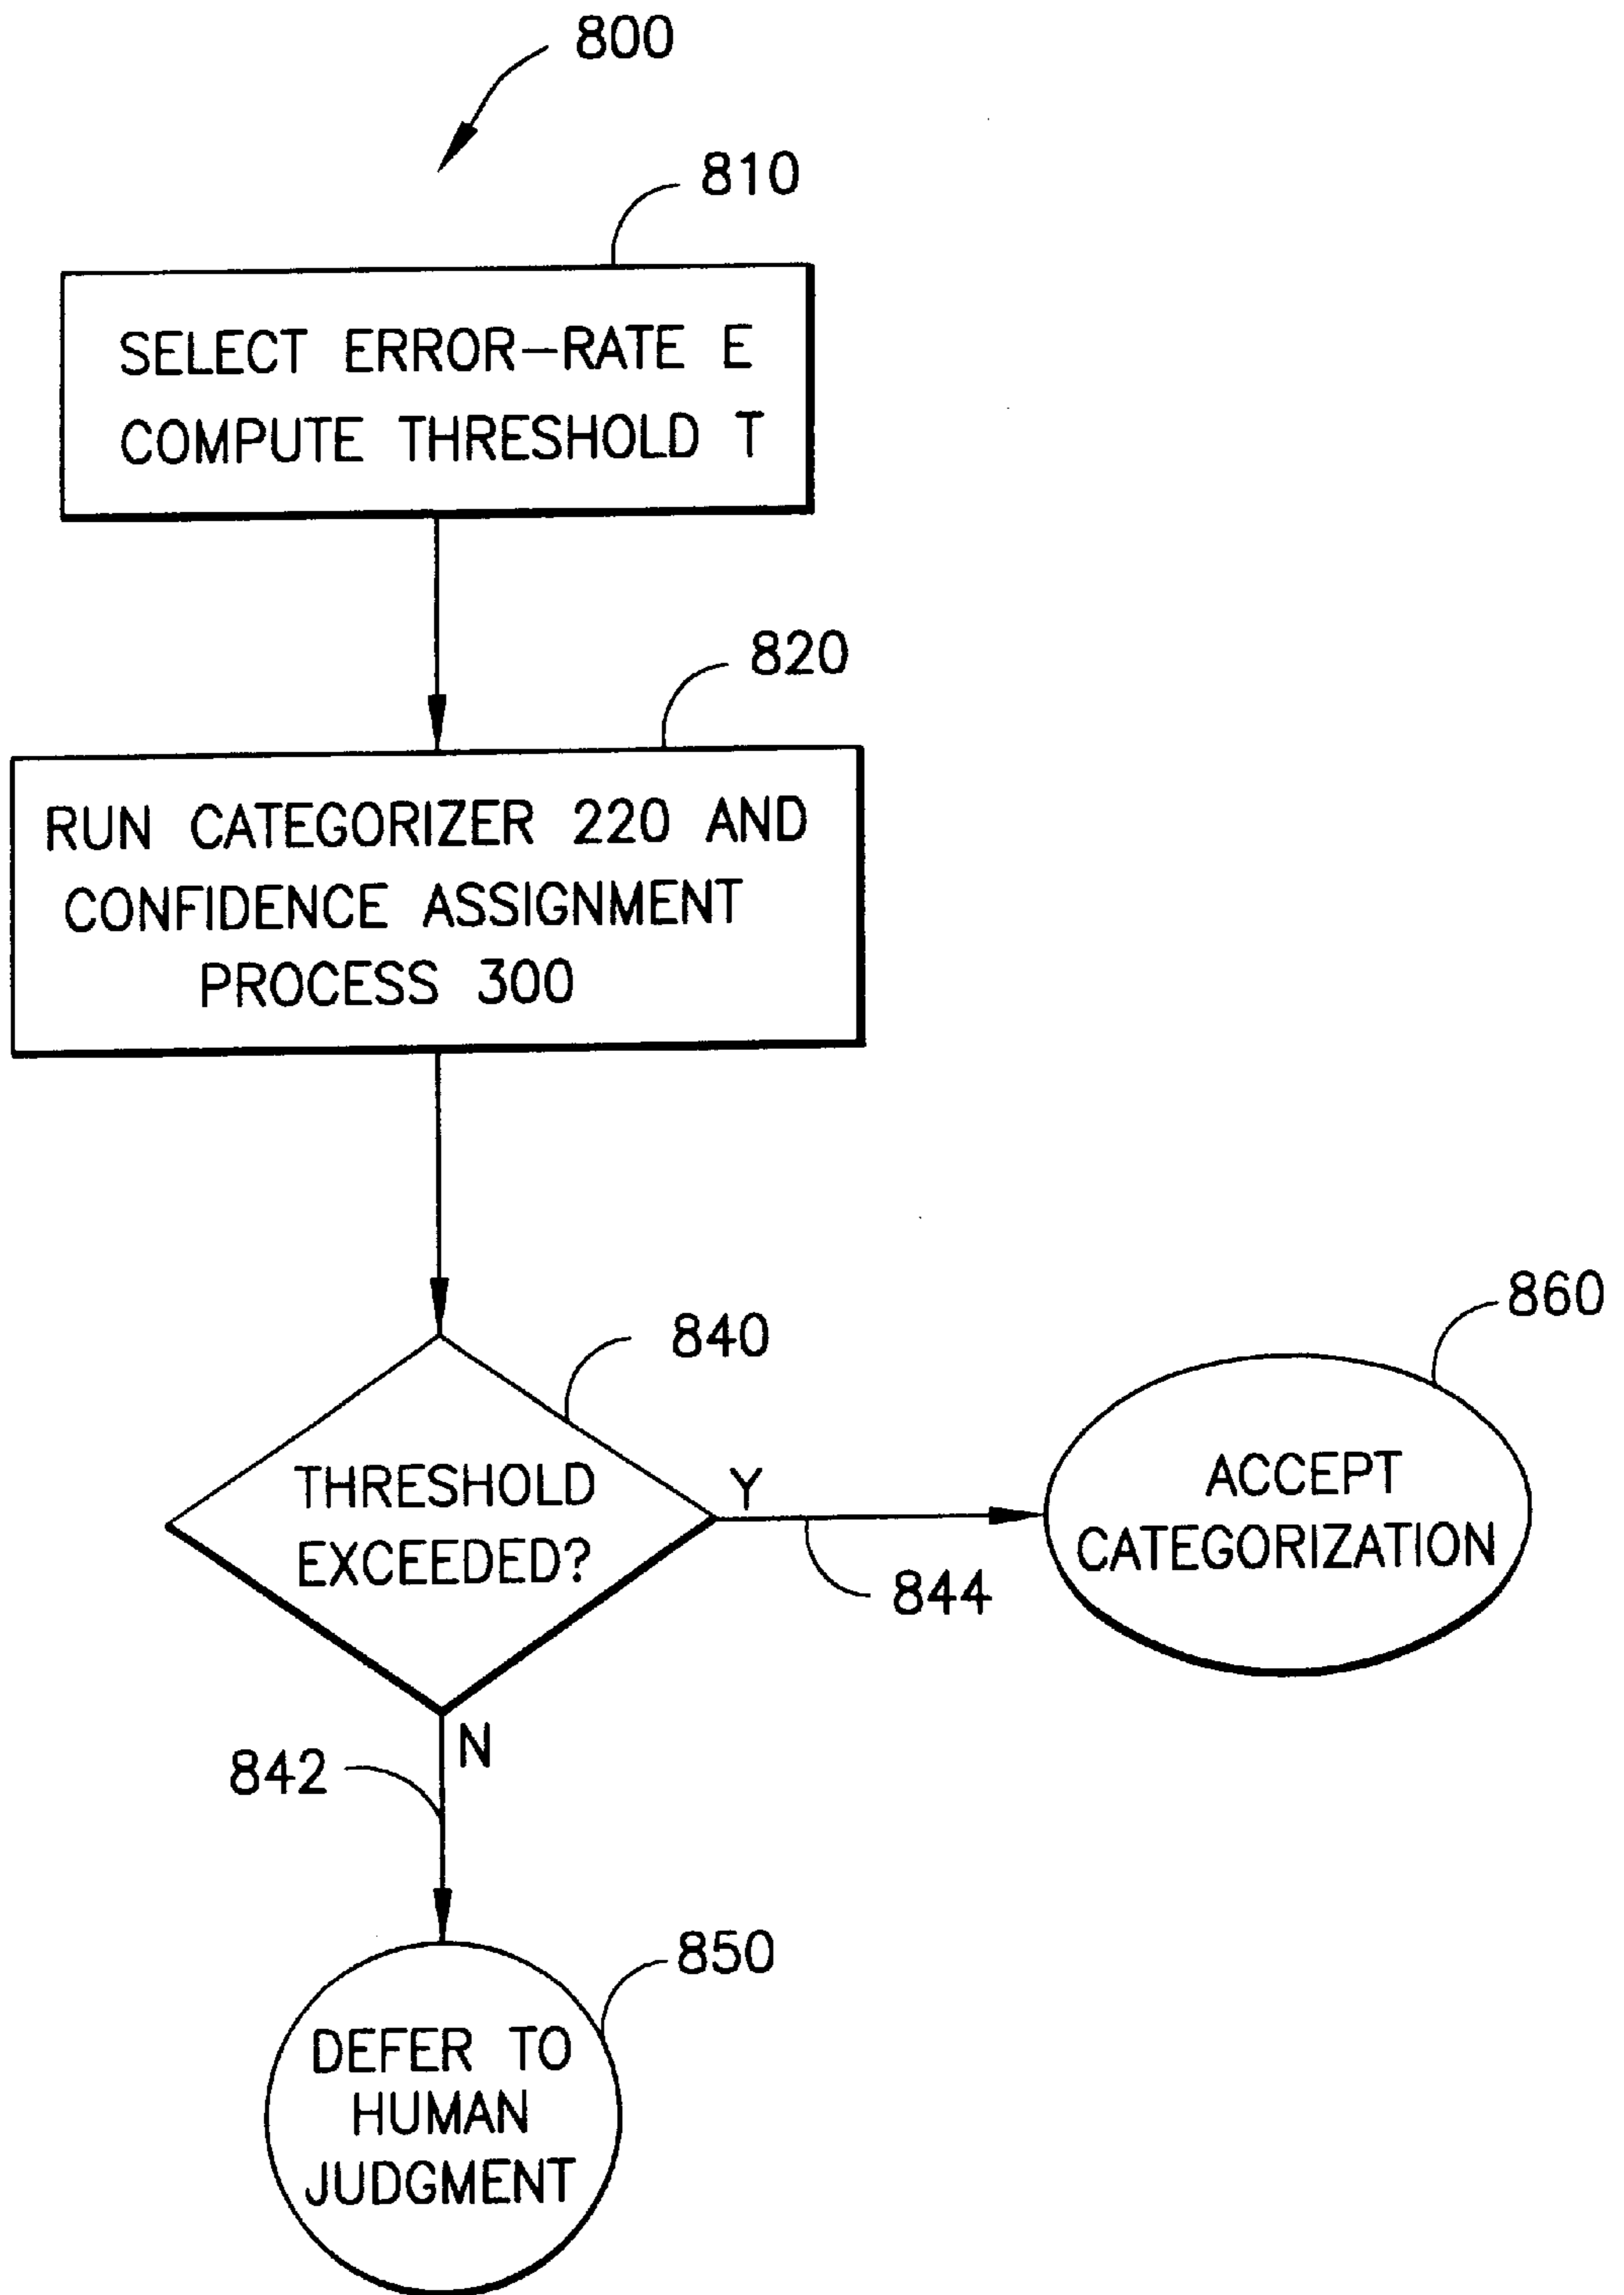 800
810
SELECT ERROR-RATE E
COMPUTE THRESHOLD T
820
RUN CATEGORIZER 220 AND
CONFIDENCE ASSIGNMENT
PROCESS 300
840
860
THRESHOLD
EXCEEDED?
Y
844
ACCEPT
CATEGORIZATION
N
842
850
DEFER TO
HUMAN
JUDGMENT